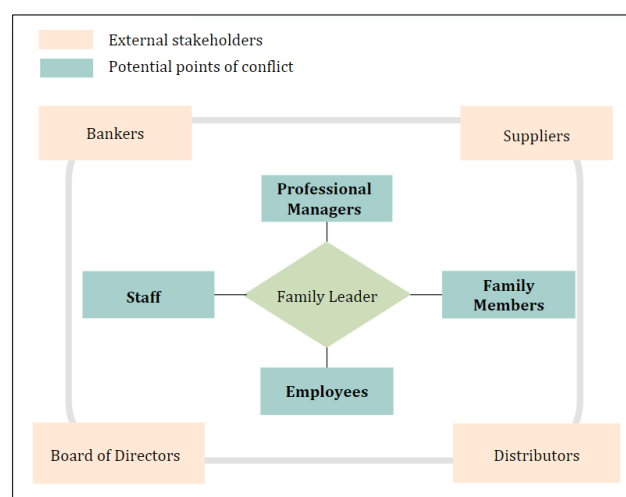 External stakeholders
Potential points of conflict
Bankers
Suppliers
Professional
Managers
Staff
Family Leader
Family
Members
Employees
Board of Directors
Distributors